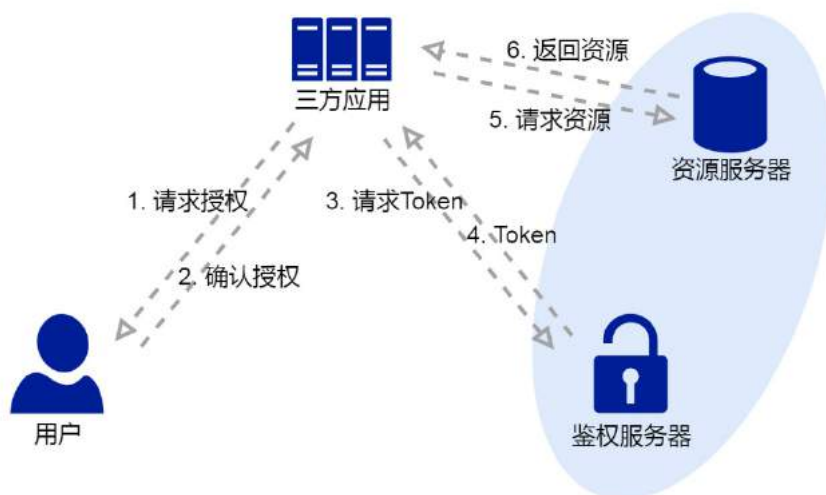 6. 返回资源
三方应用
5. 请求资源
资源服务器
1. 请求授权
3. 请求Token
4. Token
2. 确认授权
用户
鉴权服务器